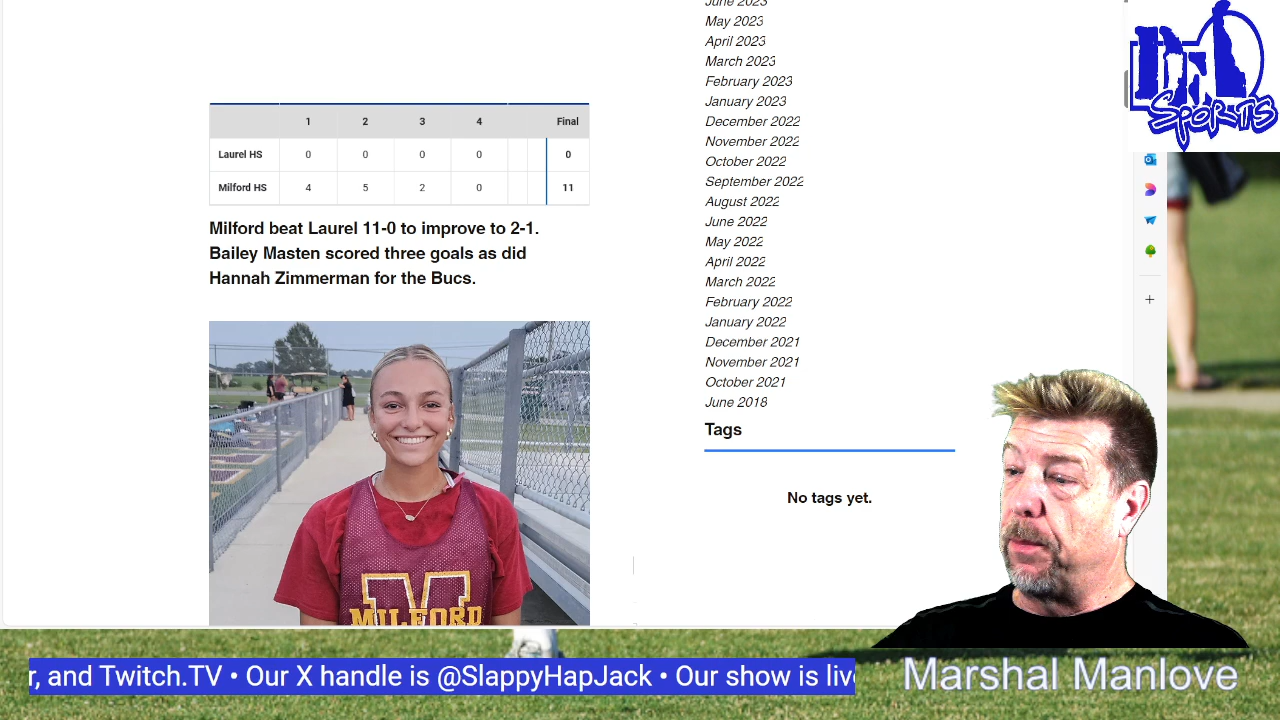 1 2 3 4 Final
Laurel HS 0 0 0 0 0
Milford HS 4 5 2 0 11
Milford beat Laurel 11-0 to improve to 2-1.
Bailey Masten scored three goals as did
Hannah Zimmerman for the Bucs.
MILFORD
June 2023
May 2023
April 2023
March 2023
February 2023
January 2023
December 2022
November 2022
October 2022
September 2022
August 2022
June 2022
May 2022
April 2022
March 2022
February 2022
January 2022
December 2021
November 2021
October 2021
June 2018
Tags
No tags yet.
SPORTS
r, and Twitch.TV • Our X handle is @SlappyHapJack • Our show is live
Marshal Manlove